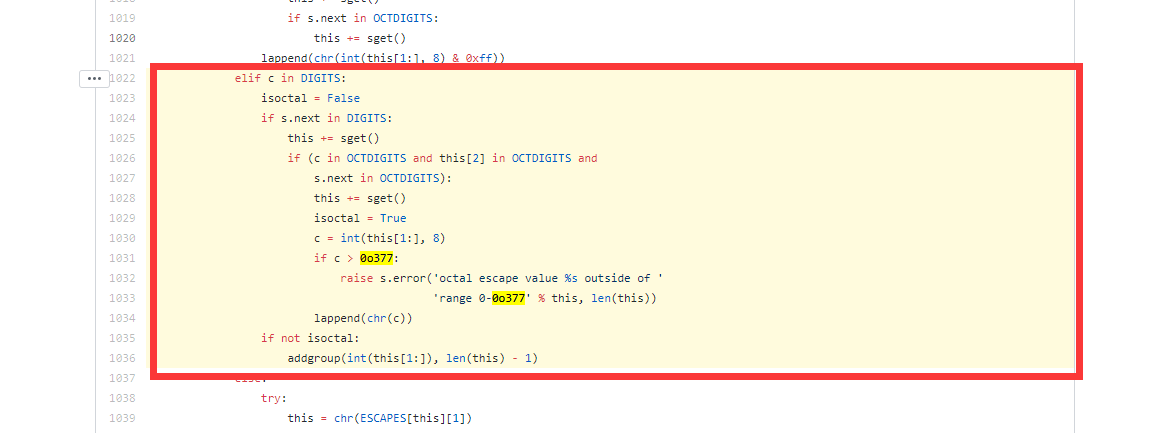 1018                 this += sget()
1019                 if s.next in OCTDIGITS:
1020                     this += sget()
1021             lappend(chr(int(this[1:], 8) & 0xff))
... 1022         elif c in DIGITS:
1023             isoctal = False
1024             if s.next in DIGITS:
1025                 this += sget()
1026                 if (c in OCTDIGITS and this[2] in OCTDIGITS and
1027                     s.next in OCTDIGITS):
1028                     this += sget()
1029                     isoctal = True
1030                     c = int(this[1:], 8)
1031                     if c > 0o377:
1032                         raise s.error('octal escape value %s outside of '
1033                                       'range 0-0o377' % this, len(this))
1034                     lappend(chr(c))
1035             if not isoctal:
1036                 addgroup(int(this[1:]), len(this) - 1)
1037         else:
1038             try:
1039                 this = chr(ESCAPES[this][1])